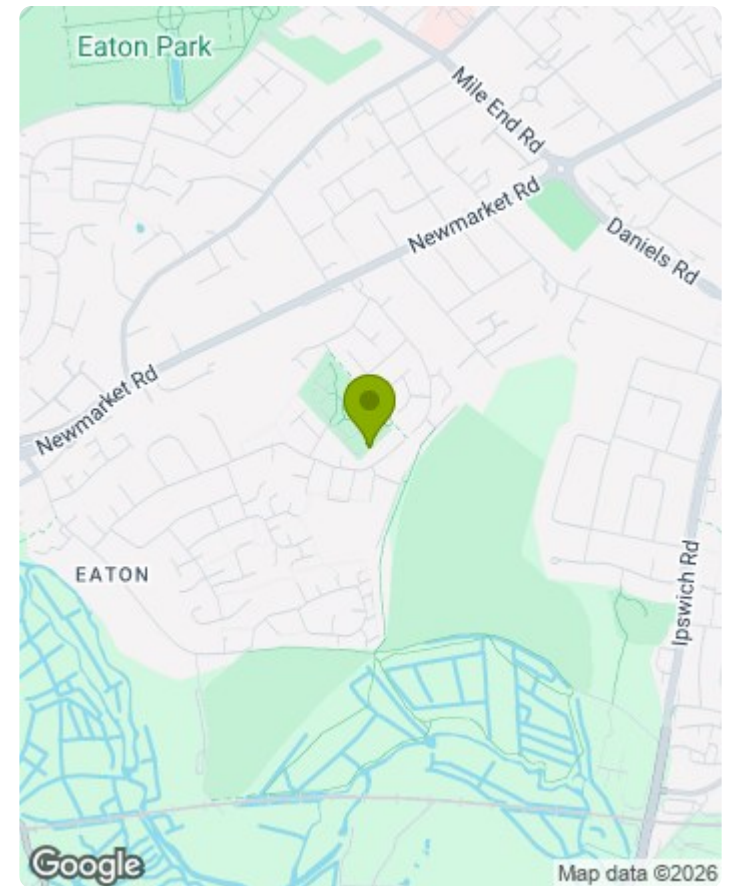 Eaton Park
Mile End Rd
Newmarket Rd
Daniels Rd
Newmarket Rd
EATON
Ipswich Rd
Google
Map data ©2026